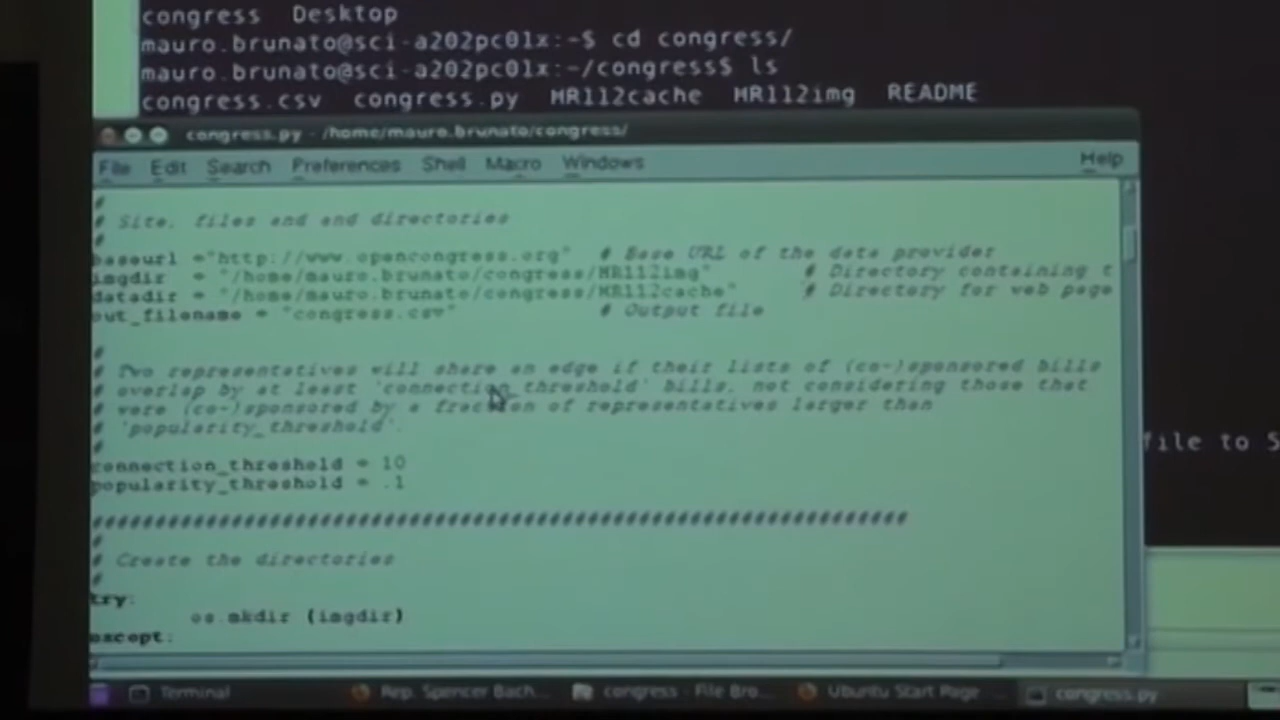 congress Desktop
mauro.brunato@sci-a202pc01x:~$ cd congress/
mauro.brunato@sci-a202pc01x:~/congress$ ls
congress.csv congress.py HR112cache HR112img README
congress.py - /home/mauro.brunato/congress/
File Edit Search Preferences Shell Macro Windows Help
#
# Site, files and and directories
#
baseurl ="http://www.opencongress.org" # Base URL of the data provider
imgdir = "/home/mauro.brunato/congress/HR112img" # Directory containing t
datadir = "/home/mauro.brunato/congress/HR112cache" # Directory for web page
out_filename = "congress.csv" # Output file
#
# Two representatives will share an edge if their lists of (co-)sponsored bills
# overlap by at least 'connection_threshold' bills, not considering those that
# were (co-)sponsored by a fraction of representatives larger than
# 'popularity_threshold'.
#
connection_threshold = 10
popularity_threshold = .1
file to S
################################################################
#
# Create the directories
#
try:
os.mkdir (imgdir)
except:
Terminal Rep. Spencer Bach... congress - File Bro... Ubuntu Start Page ... congress.py